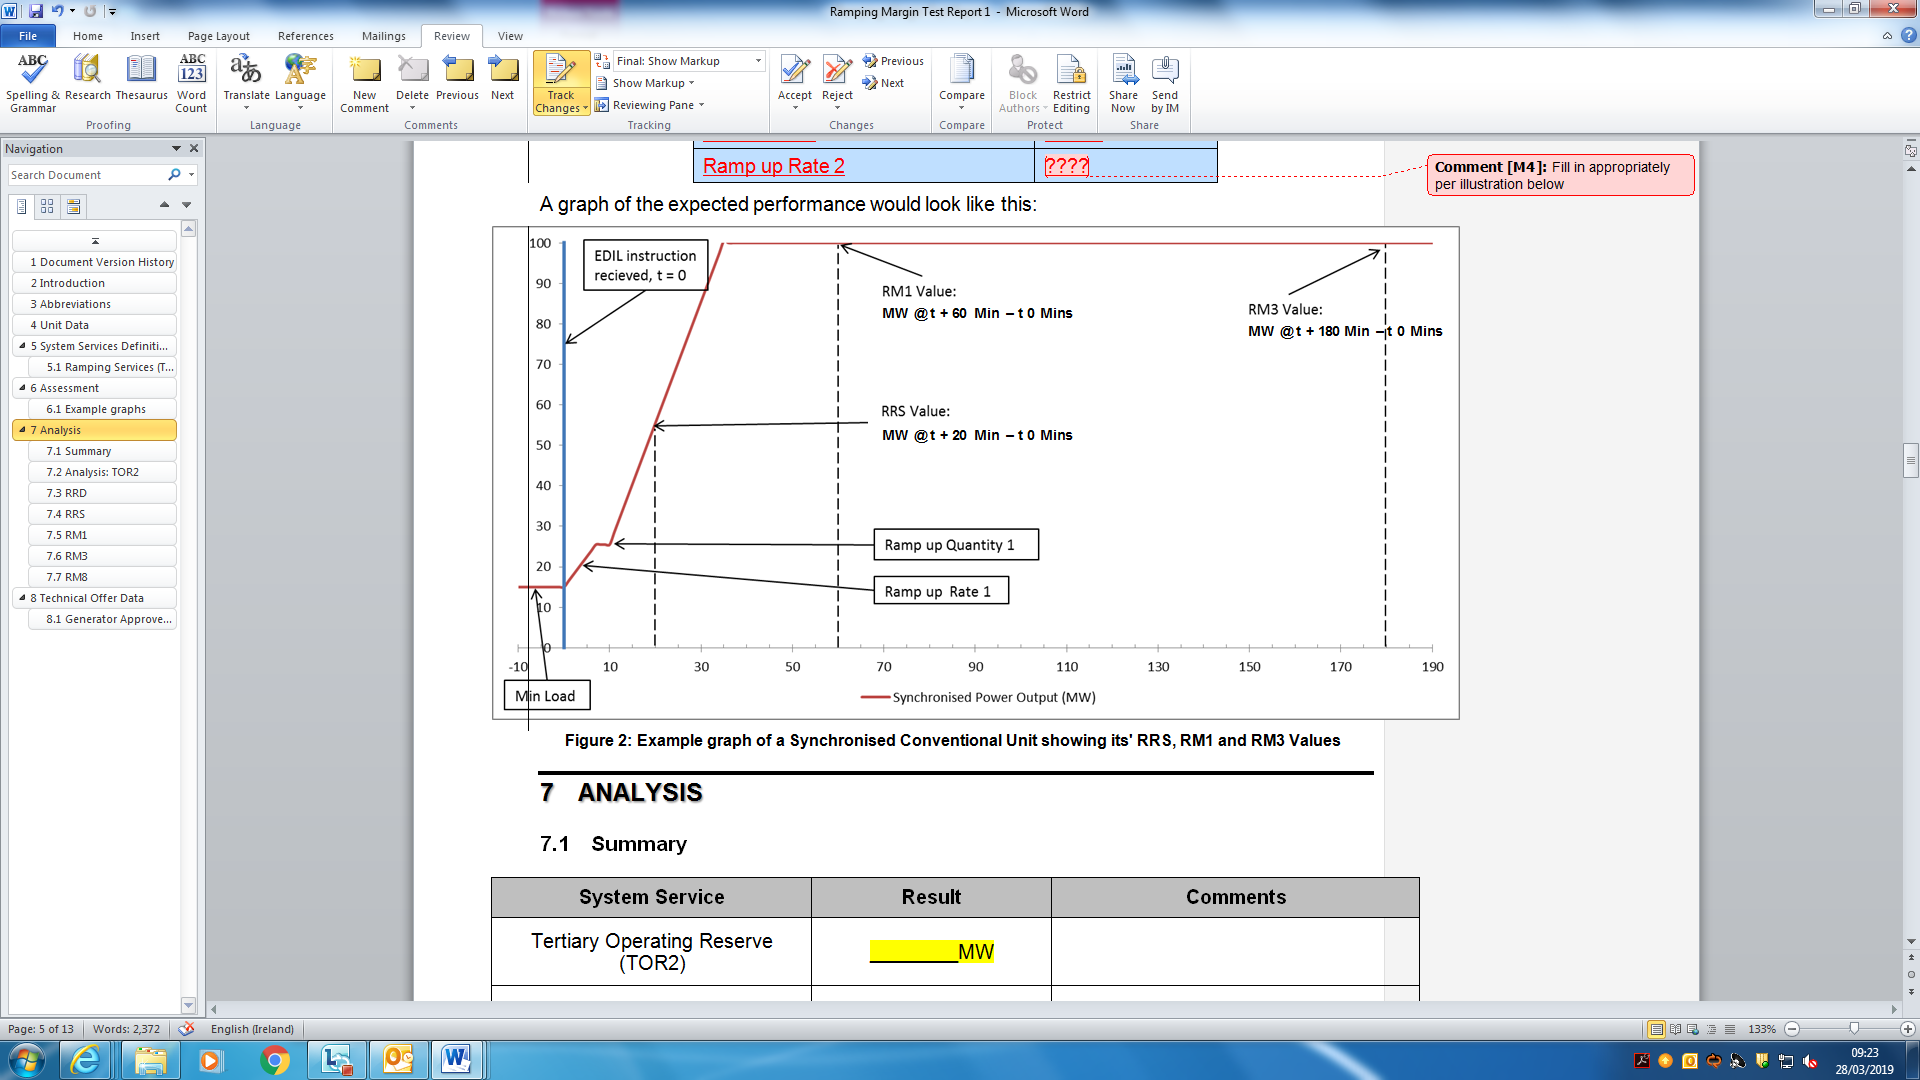 Ramping Margin Test Report 1 - Microsoft Word
File Home Insert Page Layout References Mailings Review View
ABC Spelling & Grammar
Research
Thesaurus
ABC 123 Word Count
Proofing
Translate
Language
Language
New Comment
Delete
Previous
Next
Comments
Track Changes
Final: Show Markup
Show Markup
Reviewing Pane
Tracking
Accept
Reject
Previous
Next
Changes
Compare
Compare
Block Authors
Restrict Editing
Protect
Share Now
Send by IM
Share
Navigation
Search Document
1 Document Version History
2 Introduction
3 Abbreviations
4 Unit Data
5 System Services Definiti...
5.1 Ramping Services (T...
6 Assessment
6.1 Example graphs
7 Analysis
7.1 Summary
7.2 Analysis: TOR2
7.3 RRD
7.4 RRS
7.5 RM1
7.6 RM3
7.7 RM8
8 Technical Offer Data
8.1 Generator Approve...
Ramp up Rate 2 ????
Comment [M4]: Fill in appropriately
per illustration below
A graph of the expected performance would look like this:
100
90
80
70
60
50
40
30
20
10
0
EDIL instruction
recieved, t = 0
RM1 Value:
MW @t + 60 Min – t 0 Mins
RM3 Value:
MW @t + 180 Min – t 0 Mins
RRS Value:
MW @t + 20 Min – t 0 Mins
Ramp up Quantity 1
Ramp up Rate 1
-10 10 30 50 70 90 110 130 150 170 190
Min Load
Synchronised Power Output (MW)
Figure 2: Example graph of a Synchronised Conventional Unit showing its' RRS, RM1 and RM3 Values
7 ANALYSIS
7.1 Summary
System Service Result Comments
Tertiary Operating Reserve
(TOR2)
________MW
Page: 5 of 13 Words: 2,372 English (Ireland) 133%
09:23
28/03/2019